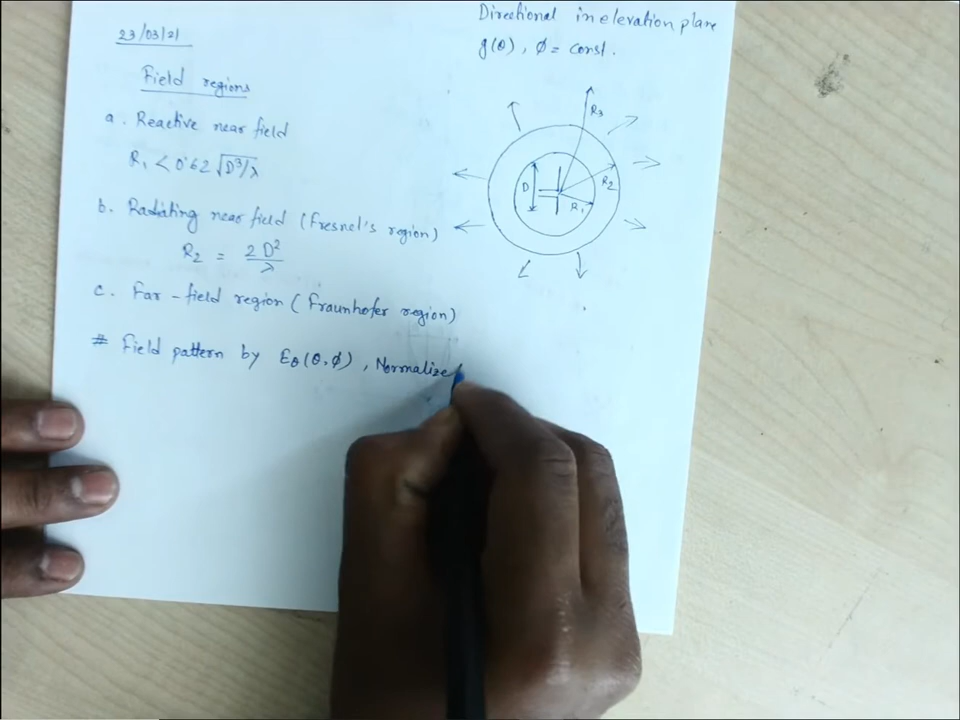 23/03/21
Field regions
a. Reactive near field
R₁ < 0.62 √D³/λ
b. Radiating near field (Fresnel's region)
R₂ = 2D²/λ
c. Far-field region (Fraunhofer region)
# Field pattern by Eθ(θ,ϕ), Normalize
Directional in elevation plane
g(θ), ϕ = const.
R₃
D
R₂
R₁